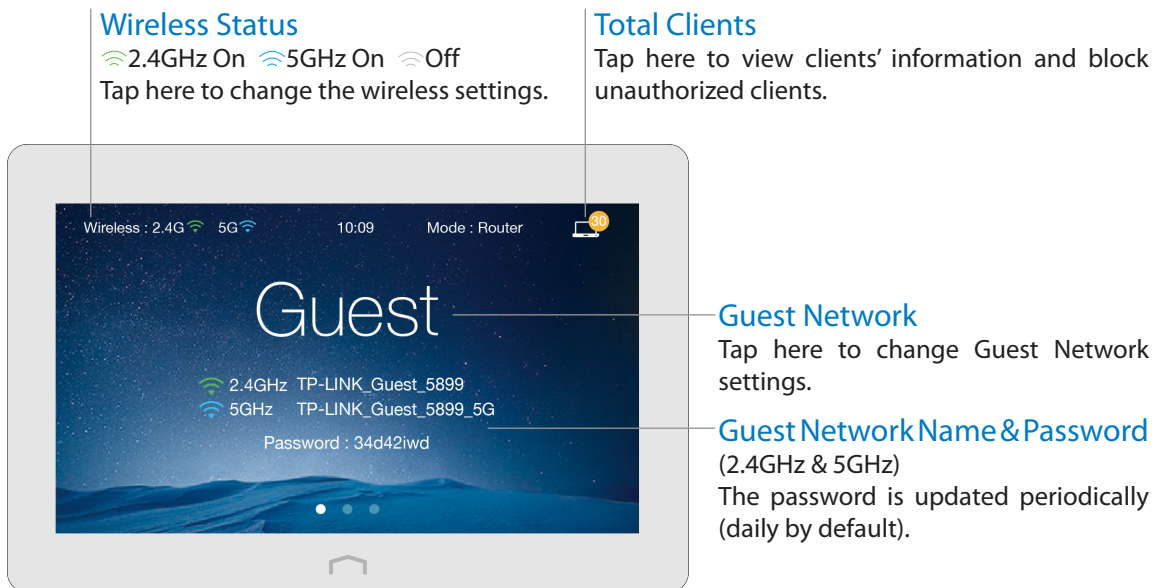 Wireless Status
2.4GHz On 5GHz On Off
Tap here to change the wireless settings.
Total Clients
Tap here to view clients' information and block
unauthorized clients.
Wireless : 2.4G 5G 10:09 Mode : Router 30
Guest
2.4GHz TP-LINK_Guest_5899
5GHz TP-LINK_Guest_5899_5G
Password : 34d42iwd
Guest Network
Tap here to change Guest Network
settings.
Guest Network Name & Password
(2.4GHz & 5GHz)
The password is updated periodically
(daily by default).